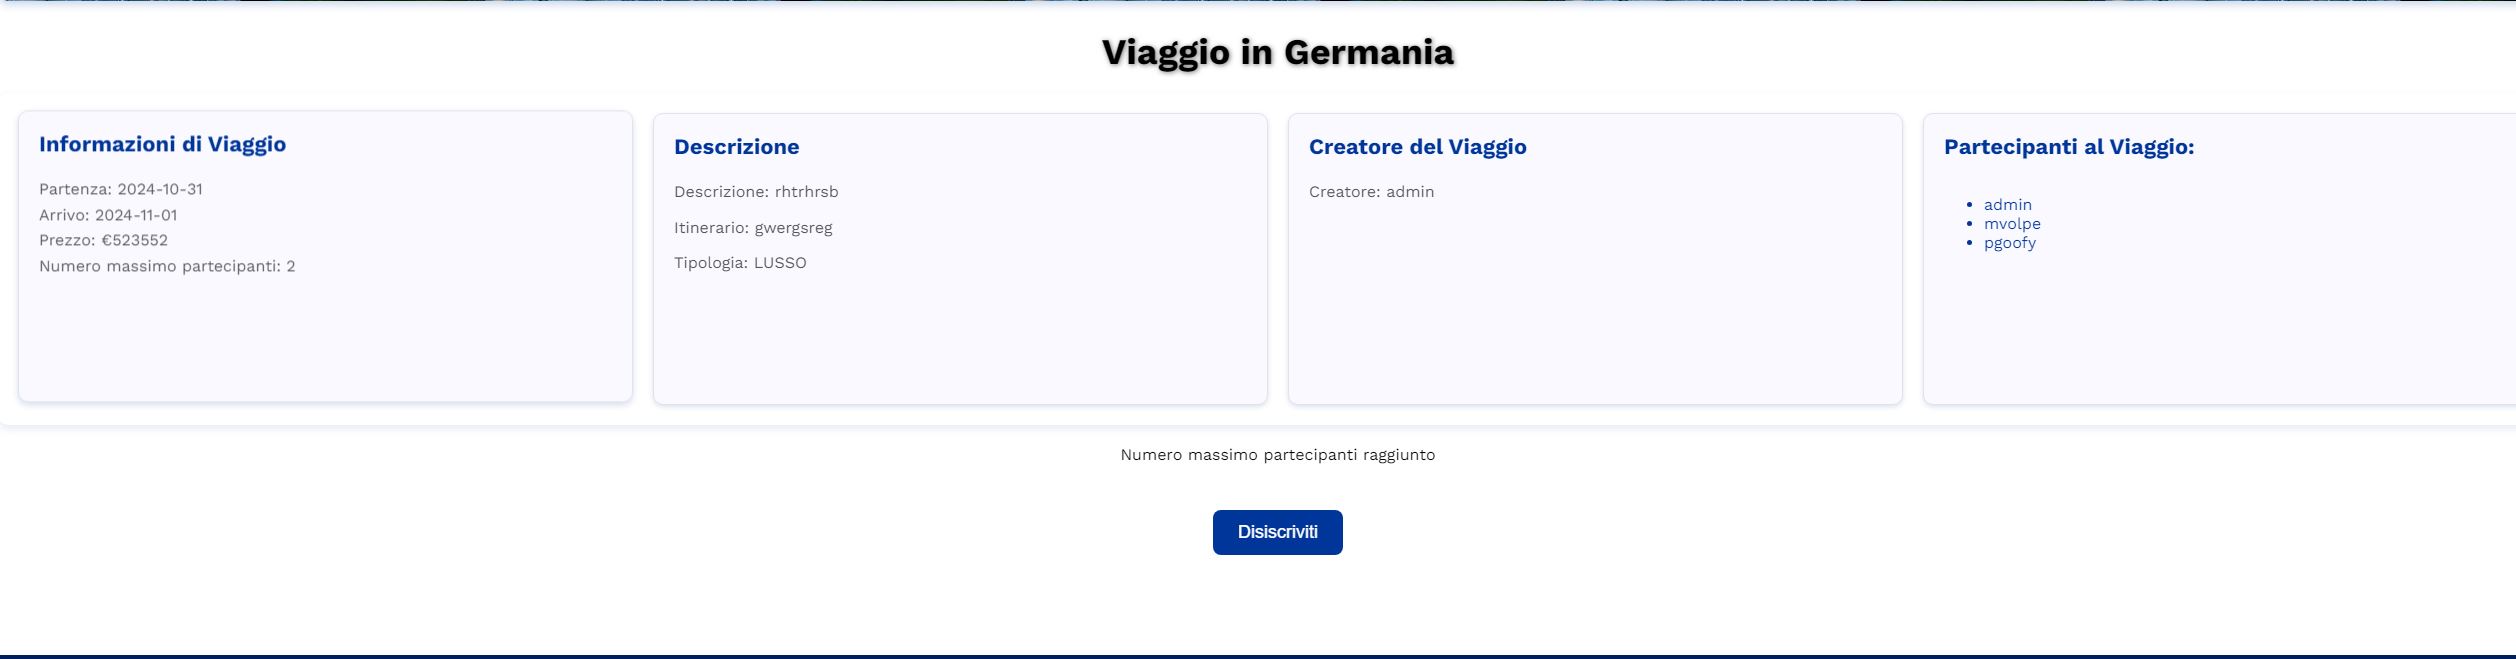 Viaggio in Germania
Informazioni di Viaggio
Partenza: 2024-10-31
Arrivo: 2024-11-01
Prezzo: €523552
Numero massimo partecipanti: 2
Descrizione
Descrizione: rhtrhrsb
Itinerario: gwergsreg
Tipologia: LUSSO
Creatore del Viaggio
Creatore: admin
Partecipanti al Viaggio:
admin
mvolpe
pgoofy
Numero massimo partecipanti raggiunto
Disiscriviti